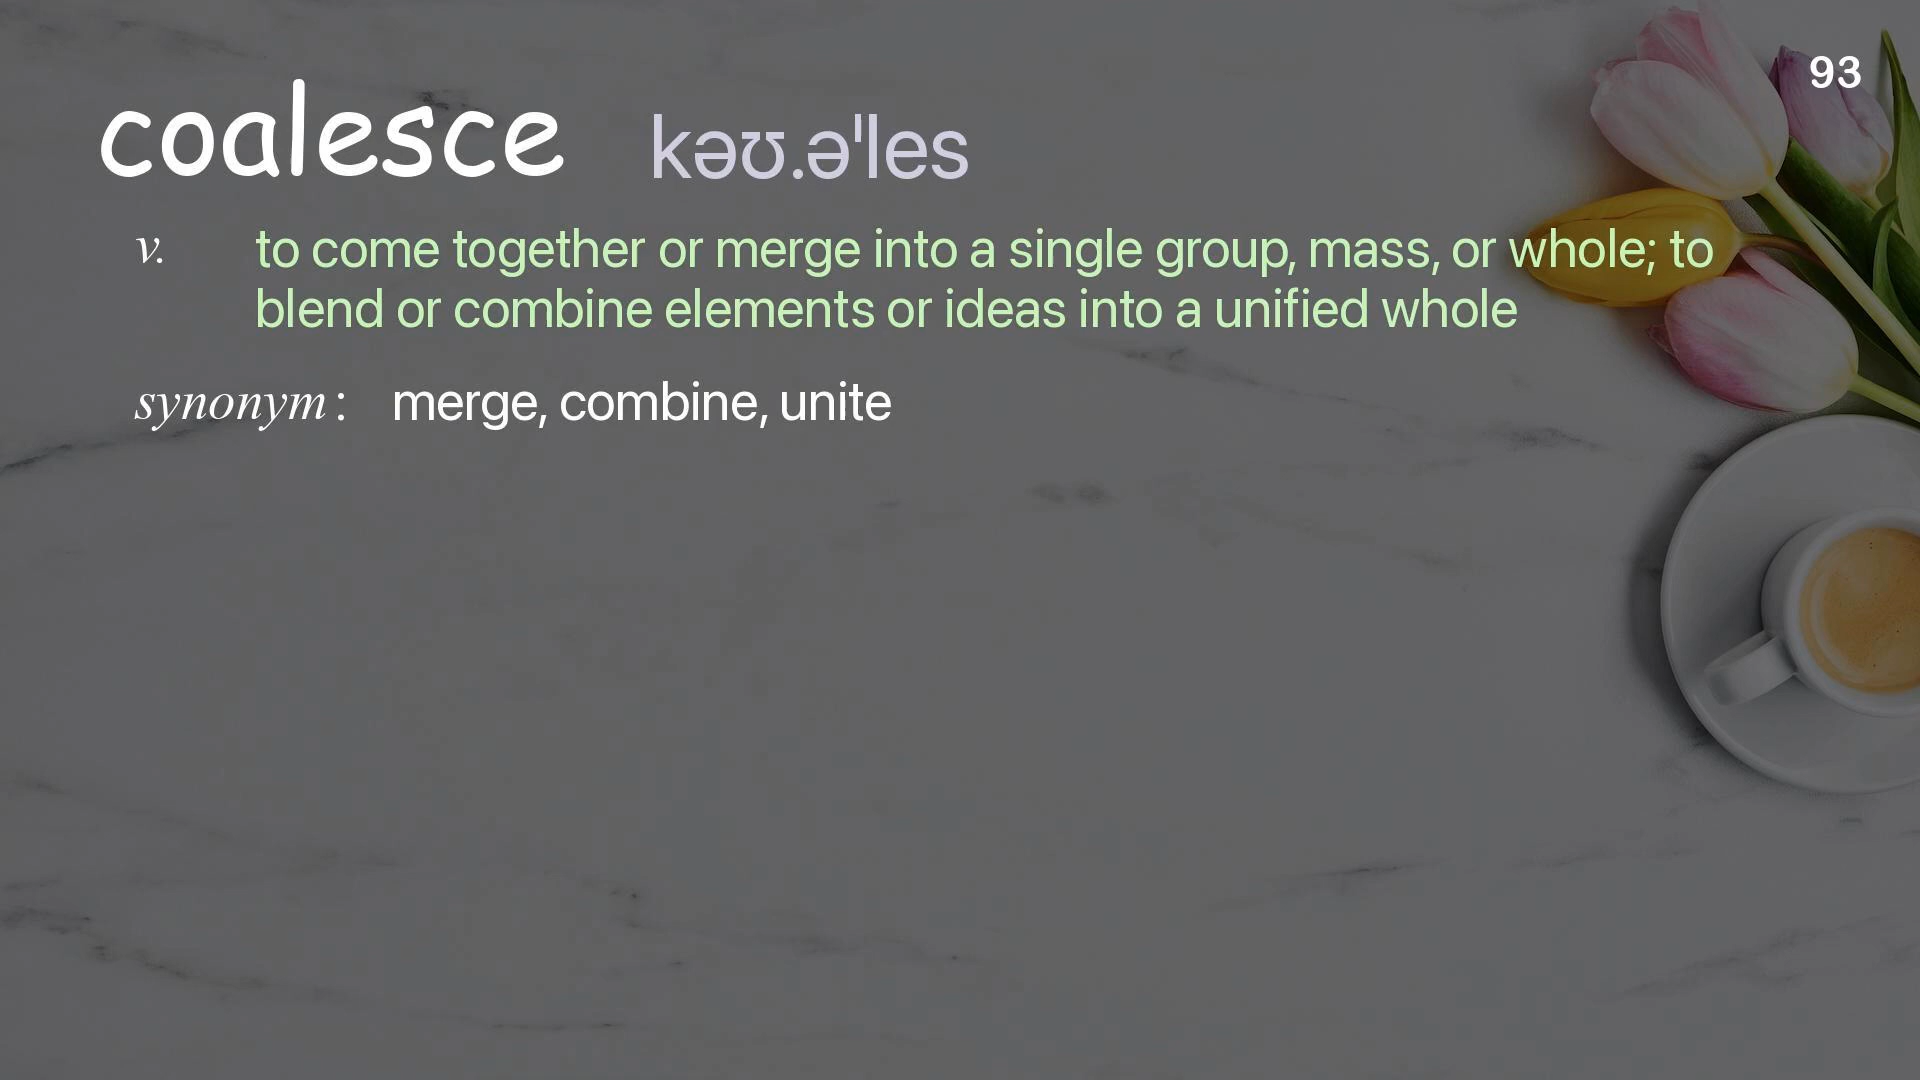 93
coalesce kəʊ.əˈles
v. to come together or merge into a single group, mass, or whole; to
blend or combine elements or ideas into a unified whole
synonym : merge, combine, unite